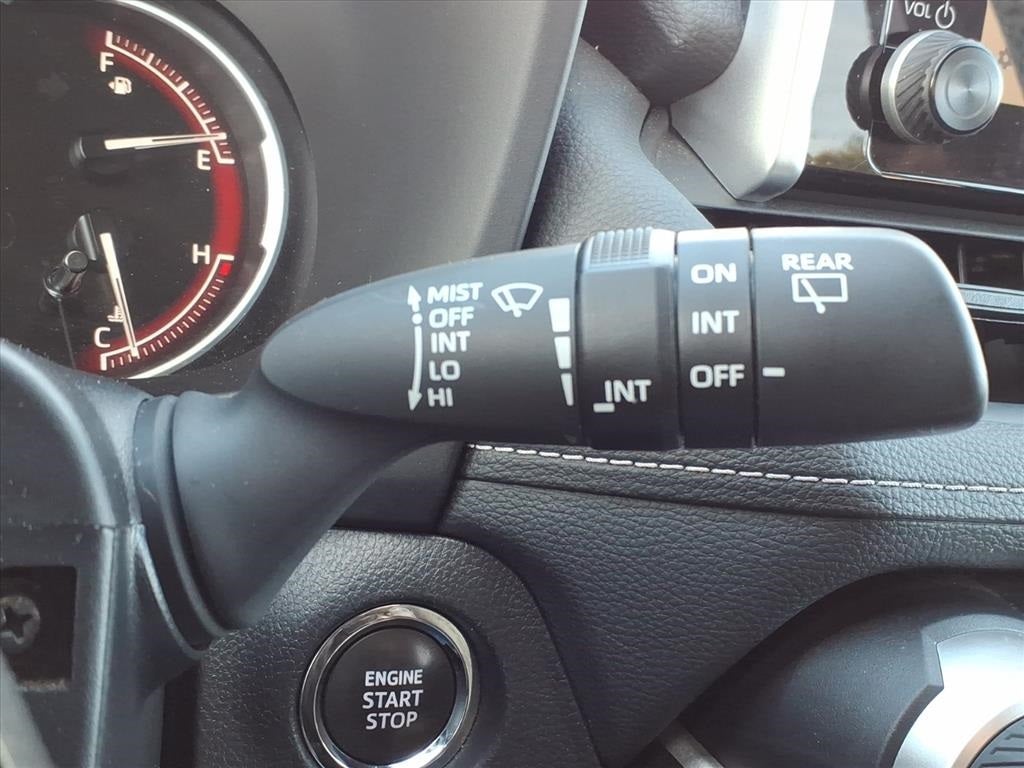 VOL
F
E
H
C
MIST
OFF
INT
LO
HI
INT
ON
INT
OFF
REAR
ENGINE
START
STOP